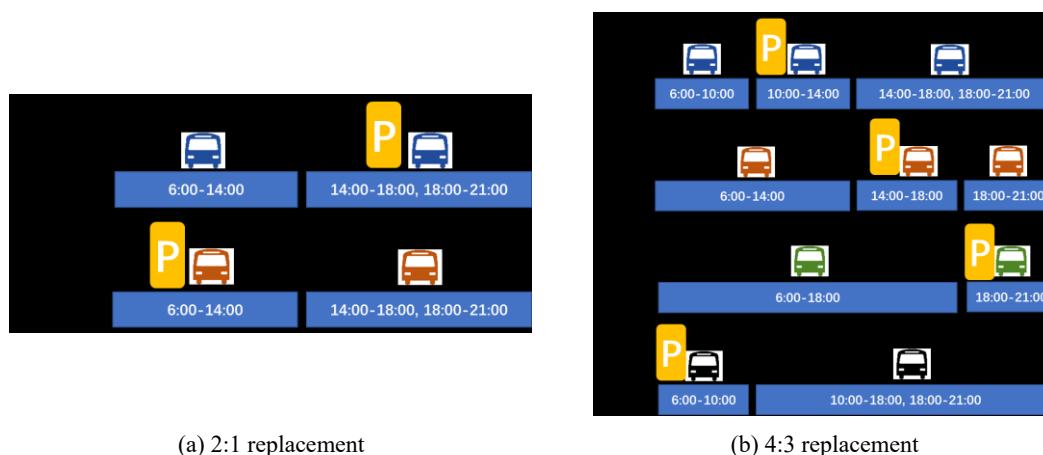 P
6:00-14:00
14:00-18:00, 18:00-21:00
P
6:00-14:00
14:00-18:00, 18:00-21:00
(a) 2:1 replacement
P
6:00-10:00
10:00-14:00
14:00-18:00, 18:00-21:00
P
6:00-14:00
14:00-18:00
18:00-21:00
P
6:00-18:00
18:00-21:00
P
6:00-10:00
10:00-18:00, 18:00-21:00
(b) 4:3 replacement